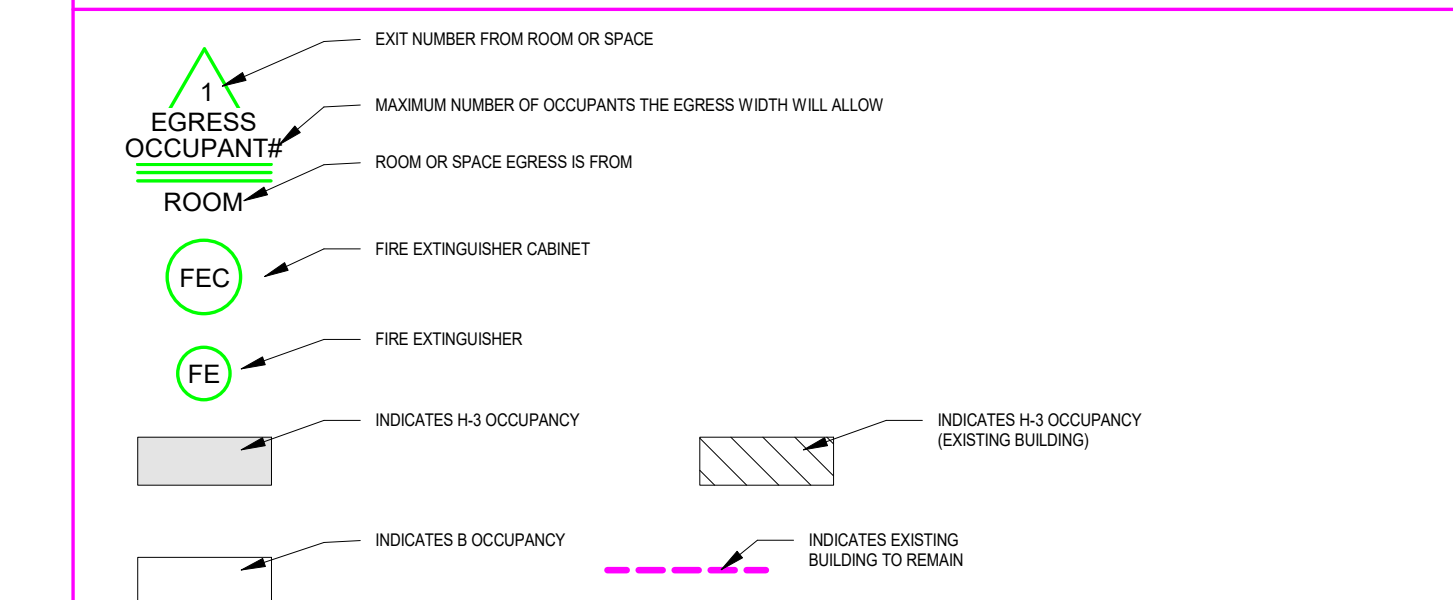 EXIT NUMBER FROM ROOM OR SPACE
1
EGRESS
OCCUPANT#
MAXIMUM NUMBER OF OCCUPANTS THE EGRESS WIDTH WILL ALLOW
ROOM OR SPACE EGRESS IS FROM
ROOM
FIRE EXTINGUISHER CABINET
FEC
FIRE EXTINGUISHER
FE
INDICATES H-3 OCCUPANCY
INDICATES H-3 OCCUPANCY
(EXISTING BUILDING)
INDICATES B OCCUPANCY
INDICATES EXISTING
BUILDING TO REMAIN